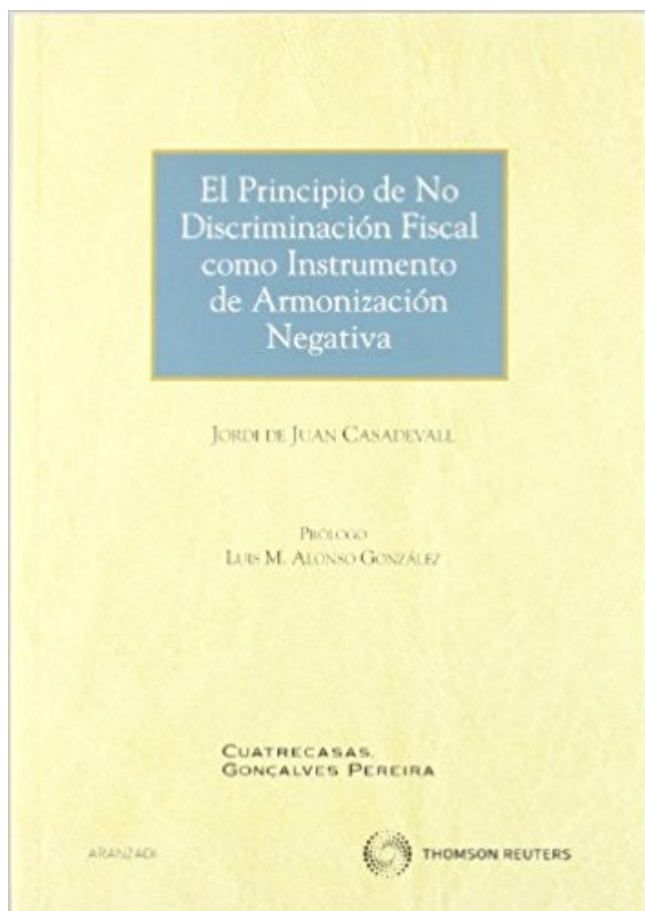 El Principio de No
Discriminación Fiscal
como Instrumento
de Armonización
Negativa
JORDI DE JUAN CASADEVALL
PRÓLOGO
LUIS M. ALONSO GONZÁLEZ
CUATRECASAS,
GONÇALVES PEREIRA
ARANZADI
THOMSON REUTERS